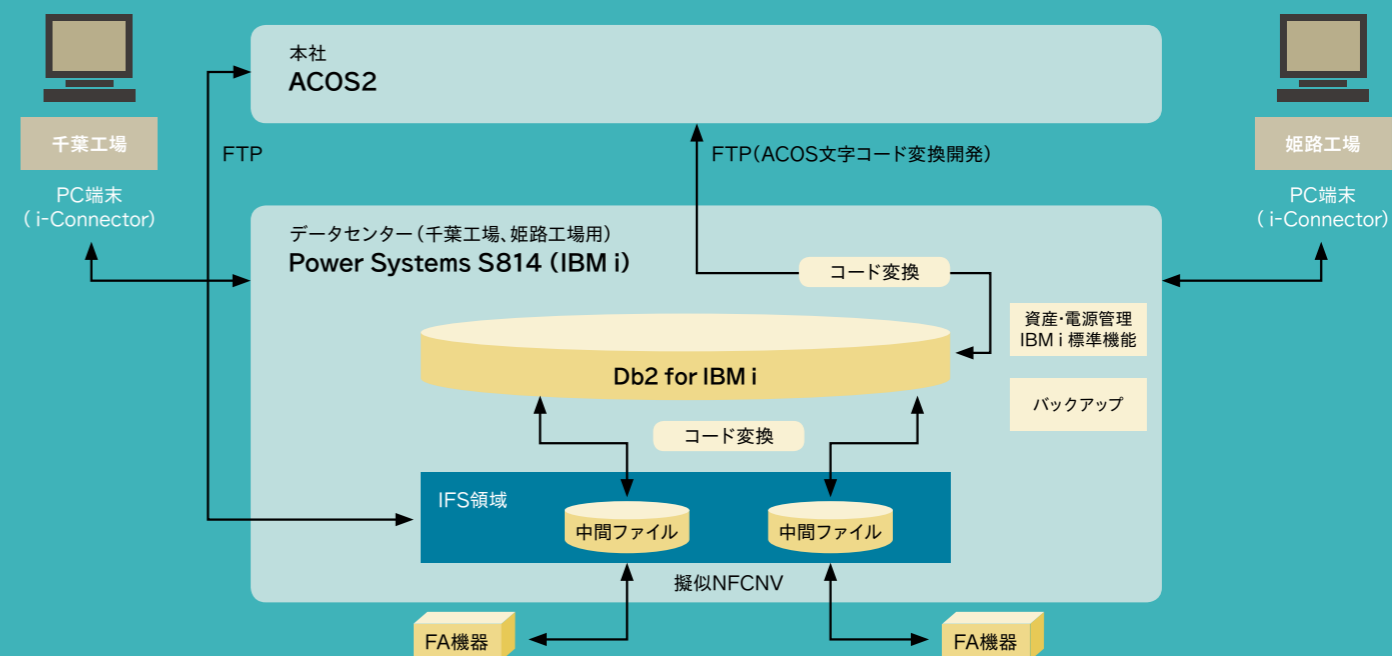 本社
ACOS2
千葉工場
姫路工場
FTP
FTP(ACOS文字コード変換開発)
PC端末
( i-Connector)
PC端末
( i-Connector)
データセンター(千葉工場、姫路工場用)
Power Systems S814 (IBM i)
コード変換
資産・電源管理
IBM i 標準機能
Db2 for IBM i
バックアップ
コード変換
IFS領域
中間ファイル
中間ファイル
擬似NFCNV
FA機器
FA機器